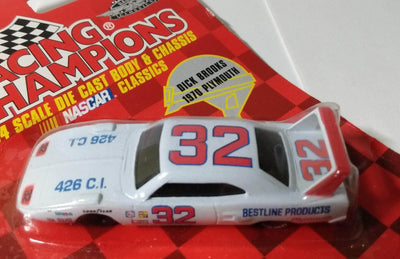 RACING
CHAMPIONS
4 SCALE DIE CAST BODY & CHASSIS
NASCAR CLASSICS
DICK BROOKS
1970 PLYMOUTH
426 C.I.
32
32
426 C.I.
32
BESTLINE PRODUCTS
GOODYEAR